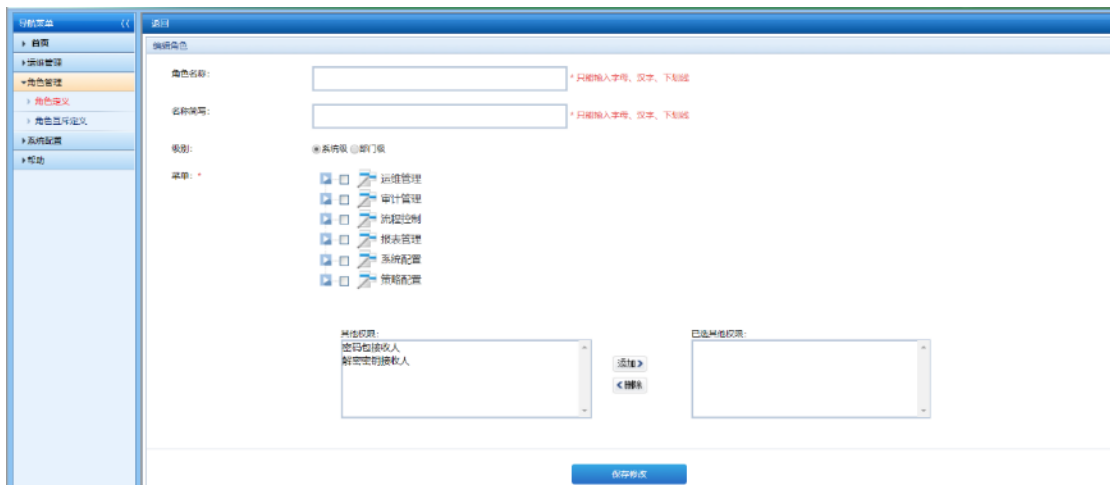 导航菜单
返回
首页
编辑角色
运维管理
角色管理
角色定义
角色互斥定义
系统配置
帮助
角色名称:
* 只能输入字母、汉字、下划线
名称简写:
* 只能输入字母、汉字、下划线
级别:
系统级 部门级
菜单: *
运维管理
审计管理
流程控制
报表管理
系统配置
策略配置
其他权限:
密码包接收人
解密密钥接收人
添加
删除
已选其他权限:
保存修改